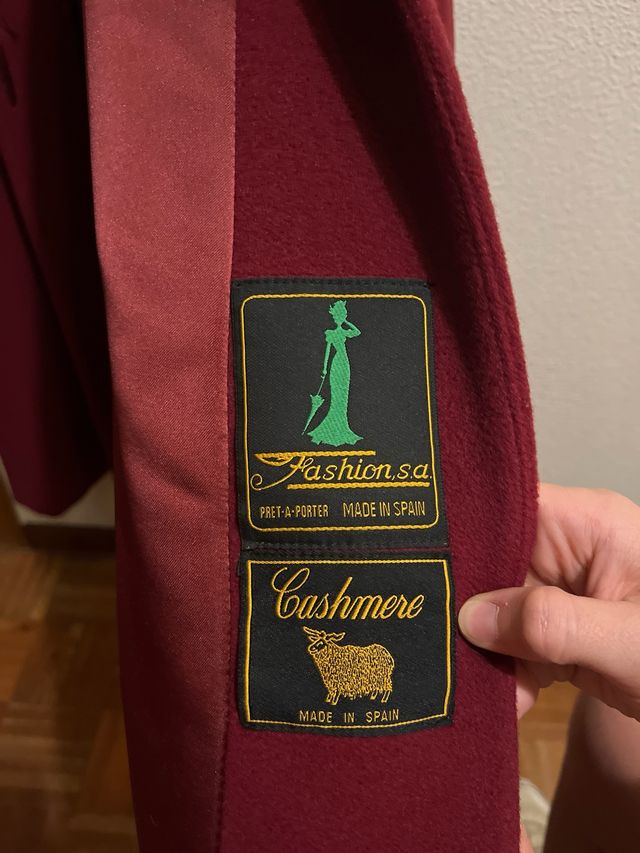 Fashion, s.a.
PRET-A-PORTER MADE IN SPAIN
Cashmere
MADE IN SPAIN